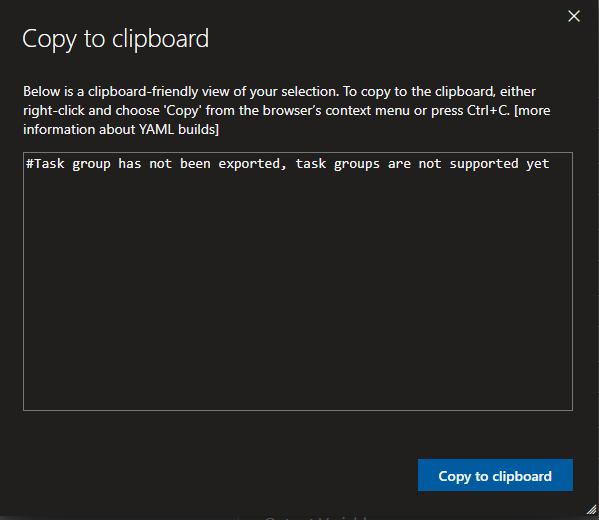 Copy to clipboard
Below is a clipboard-friendly view of your selection. To copy to the clipboard, either
right-click and choose 'Copy' from the browser's context menu or press Ctrl+C. [more
information about YAML builds]
#Task group has not been exported, task groups are not supported yet
Copy to clipboard